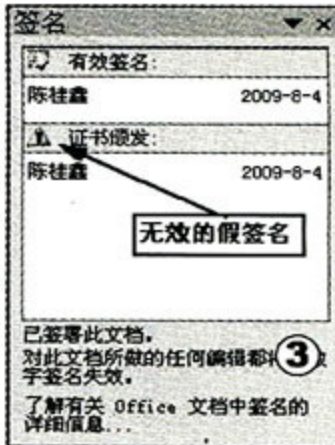 签名
有效签名:
陈桂鑫 2009-8-4
证书颁发:
陈桂鑫 2009-8-4
无效的假签名
已签署此文档。
对此文档所做的任何编辑都将
字签名失效。
3
了解有关 Office 文档中签名的
详细信息...